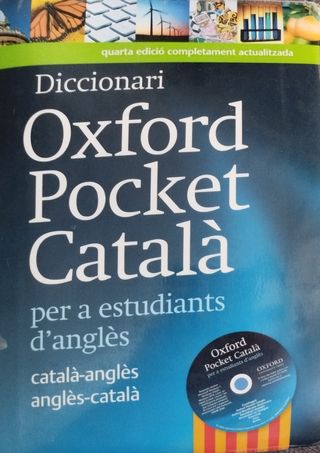 quarta edició completament actualitzada
Diccionari
Oxford
Pocket
Català
per a estudiants
d'anglès
català-anglès
anglès-català
Oxford
Pocket Català
per a estudiants d'anglès
OXFORD